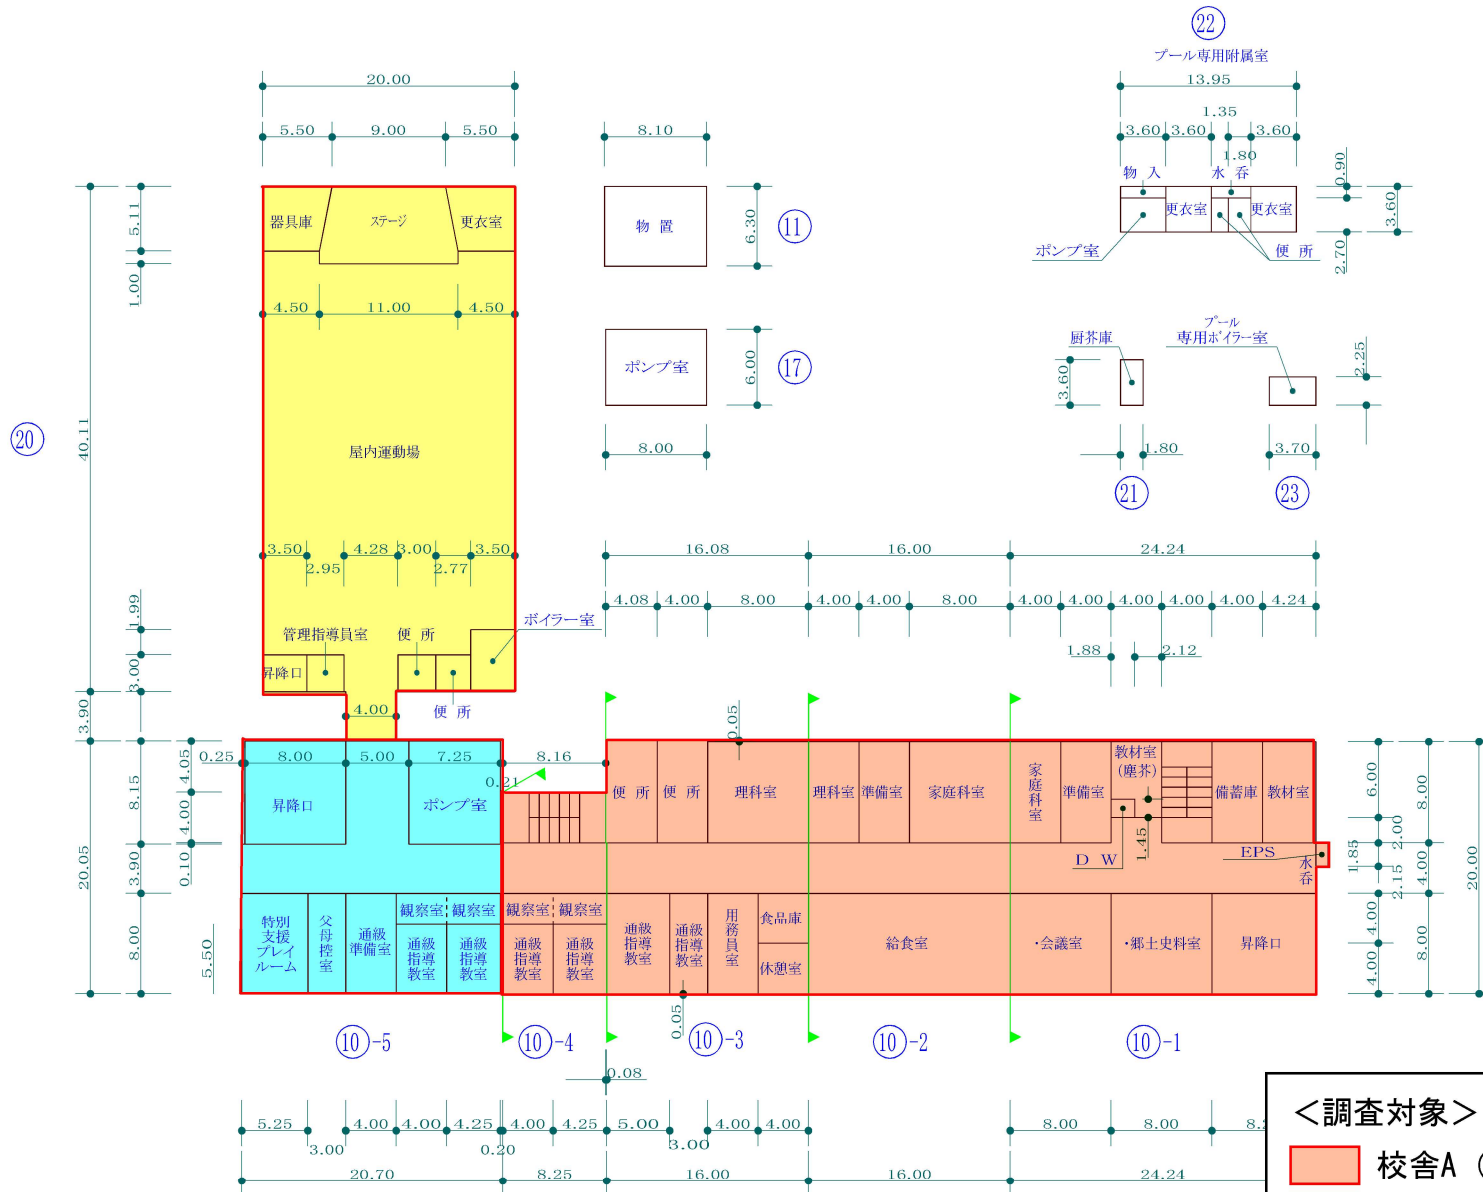 22
プール専用附属室
20.00
13.95
1.35
5.50
9.00
5.50
8.10
3.60
3.60
3.60
1.80
物 入
水 呑
0.90
3.60
2.70
器具庫
ステージ
更衣室
物 置
更衣室
更衣室
ポンプ室
便 所
5.11
1.00
6.30
11
4.50
11.00
4.50
ポンプ室
6.00
17
8.00
厨芥庫
プール
専用ボイラー室
3.60
1.80
2.25
3.70
21
23
20
40.11
屋内運動場
3.50
4.28
3.00
3.50
2.95
2.77
16.08
16.00
24.24
4.08
4.00
8.00
4.00
4.00
8.00
4.00
4.00
4.00
4.00
4.00
4.24
1.88
2.12
1.99
3.00
管理指導員室
便 所
ボイラー室
昇降口
便 所
3.90
4.00
0.05
0.25
8.00
5.00
7.25
8.16
0.21
4.05
8.15
4.00
0.10
3.90
20.05
8.00
5.50
昇降口
ポンプ室
便 所
便 所
理科室
理科室
準備室
家庭科室
家庭科室
準備室
教材室
(塵芥)
備蓄庫
教材室
D W
1.45
EPS
水呑
6.00
8.00
2.00
1.85
4.00
2.15
4.00
8.00
4.00
20.00
特別
支援
プレイ
ルーム
父母控室
通級
準備室
観察室
観察室
観察室
観察室
通級
指導
教室
通級
指導
教室
通級
指導
教室
通級
指導
教室
通級
指導
教室
通級
指導
教室
用務員室
食品庫
休憩室
給食室
・会議室
・郷土史料室
昇降口
0.05
10-5
10-4
10-3
10-2
10-1
0.08
5.25
4.00
4.00
4.25
4.00
4.25
5.00
4.00
4.00
8.00
8.00
3.00
0.20
3.00
20.70
8.25
16.00
16.00
24.24
＜調査対象＞
校舎A